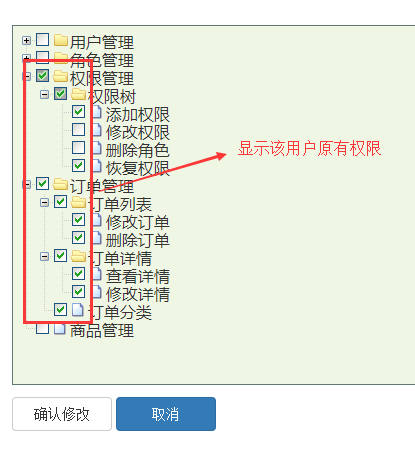 用户管理
角色管理
权限管理
权限树
添加权限
修改权限
删除角色
恢复权限
显示该用户原有权限
订单管理
订单列表
修改订单
删除订单
订单详情
查看详情
修改详情
订单分类
商品管理
确认修改
取消